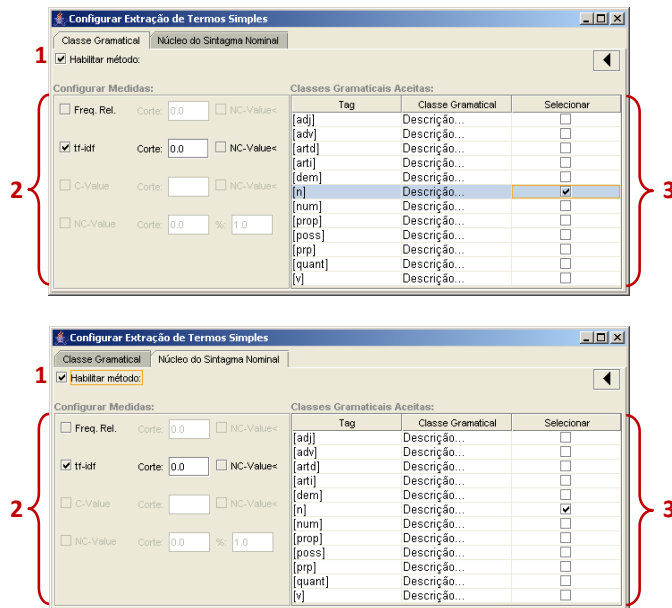 Configurar Extração de Termos Simples
Classe Gramatical Núcleo do Sintagma Nominal
1 Habilitar método:
Configurar Medidas: Classes Gramaticais Aceitas:
Tag Classe Gramatical Selecionar
Freq. Rel. Corte: 0.0 NC-Value<
[adj] Descrição...
[adv] Descrição...
tf-idf Corte: 0.0 NC-Value<
[artd] Descrição...
[arti] Descrição...
[dem] Descrição...
2 C-Value Corte: NC-Value< [n] Descrição... 3
[num] Descrição...
NC-Value Corte: 0.0 %: 1.0
[prop] Descrição...
[poss] Descrição...
[prp] Descrição...
[quant] Descrição...
[v] Descrição...
Configurar Extração de Termos Simples
Classe Gramatical Núcleo do Sintagma Nominal
1 Habilitar método:
Configurar Medidas: Classes Gramaticais Aceitas:
Tag Classe Gramatical Selecionar
Freq. Rel. Corte: 0.0 NC-Value<
[adj] Descrição...
[adv] Descrição...
tf-idf Corte: 0.0 NC-Value<
[artd] Descrição...
[arti] Descrição...
[dem] Descrição...
2 C-Value Corte: NC-Value< [n] Descrição... 3
[num] Descrição...
NC-Value Corte: 0.0 %: 1.0
[prop] Descrição...
[poss] Descrição...
[prp] Descrição...
[quant] Descrição...
[v] Descrição...